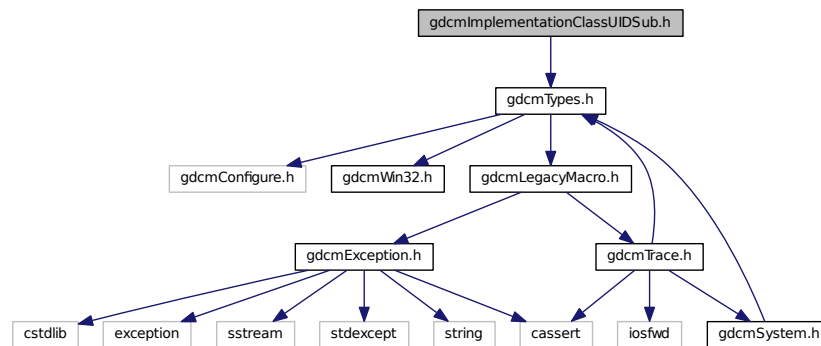 gdcmImplementationClassUIDSub.h
gdcmTypes.h
gdcmConfigure.h
gdcmWin32.h
gdcmLegacyMacro.h
gdcmException.h
gdcmTrace.h
cstdlib
exception
sstream
stdexcept
string
cassert
iosfwd
gdcmSystem.h